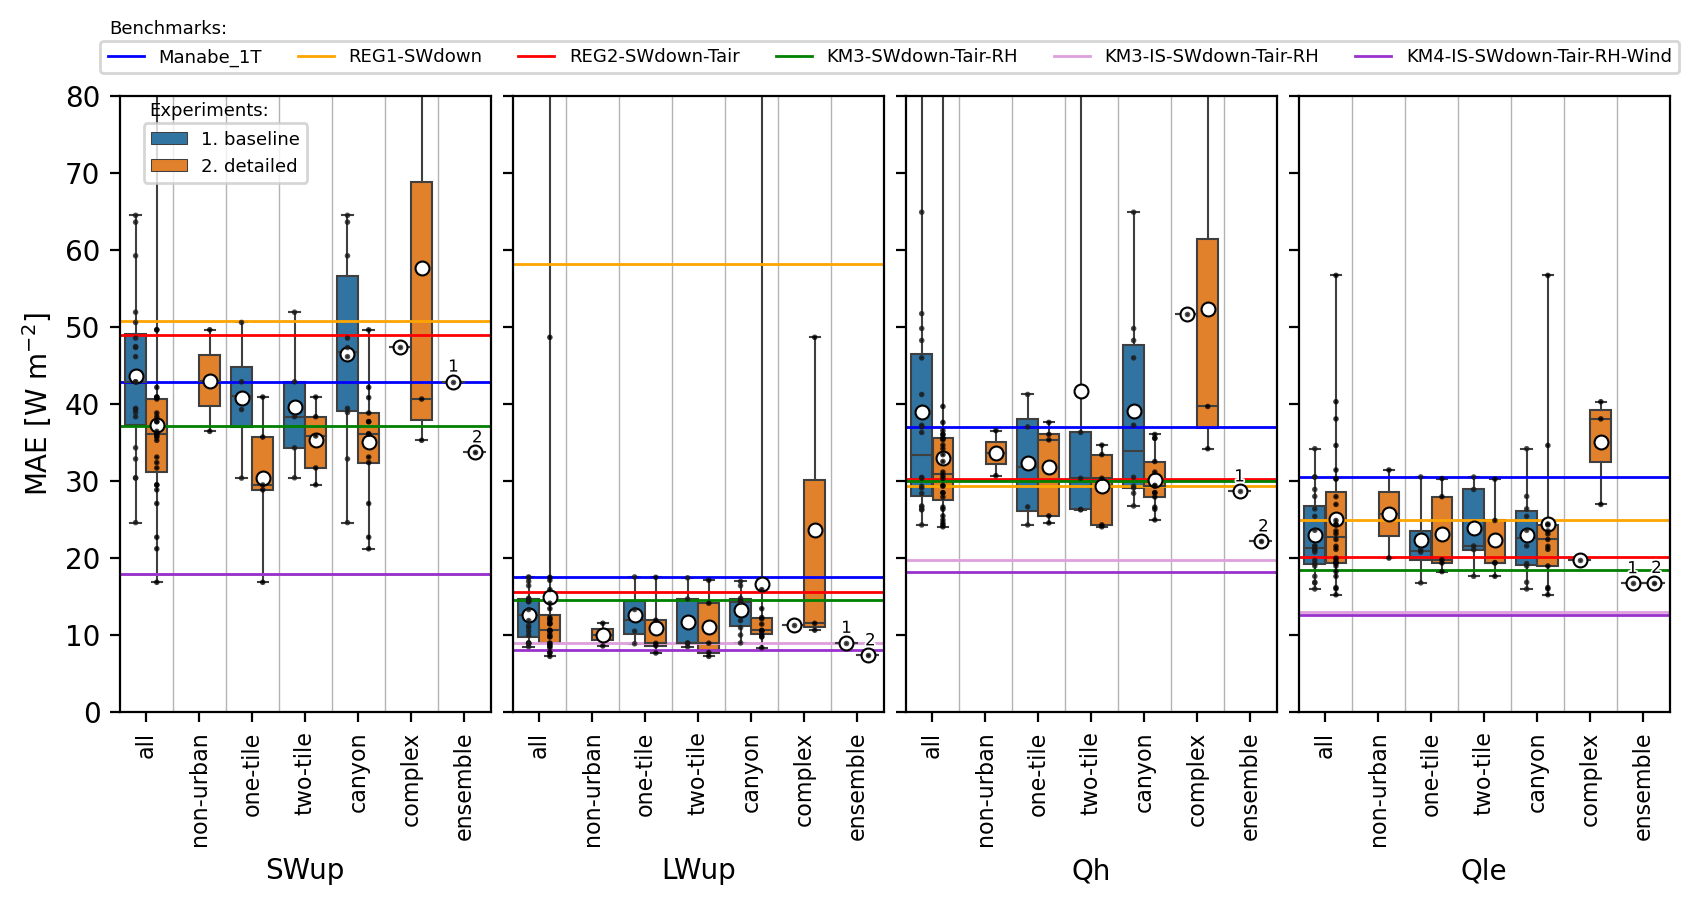 Benchmarks:
Manabe_1T REG1-SWdown REG2-SWdown-Tair KM3-SWdown-Tair-RH KM3-IS-SWdown-Tair-RH KM4-IS-SWdown-Tair-RH-Wind
Experiments:
1. baseline
2. detailed
MAE [W m⁻²]
80
70
60
50
40
30
20
10
0
1
2
1
2
1
2
1 2
all non-urban one-tile two-tile canyon complex ensemble
all non-urban one-tile two-tile canyon complex ensemble
all non-urban one-tile two-tile canyon complex ensemble
all non-urban one-tile two-tile canyon complex ensemble
SWup LWup Qh Qle